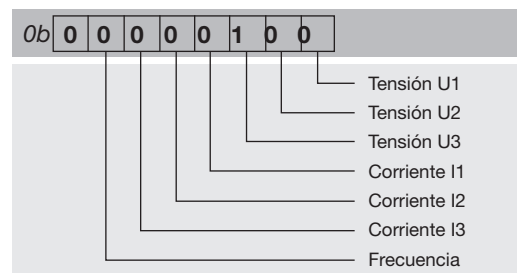 0b 0 0 0 0 0 1 0 0
Tensión U1
Tensión U2
Tensión U3
Corriente I1
Corriente I2
Corriente I3
Frecuencia